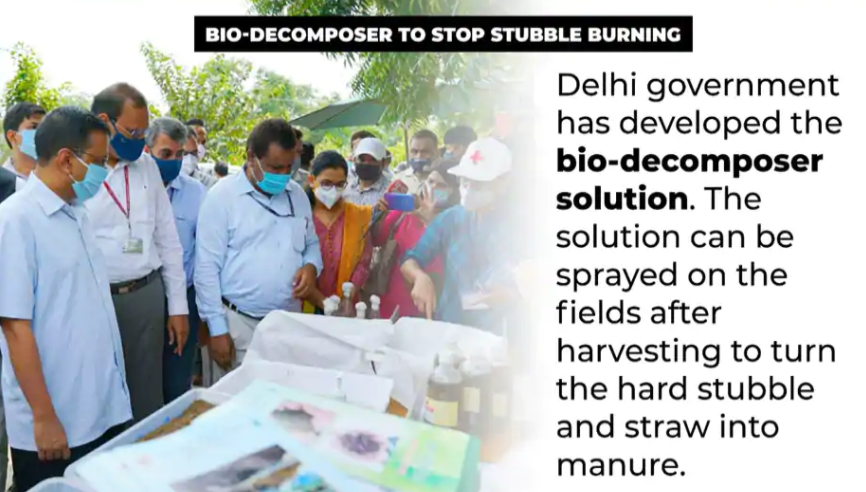 BIO-DECOMPOSER TO STOP STUBBLE BURNING
Delhi government
has developed the
bio-decomposer
solution. The
solution can be
sprayed on the
fields after
harvesting to turn
the hard stubble
and straw into
manure.